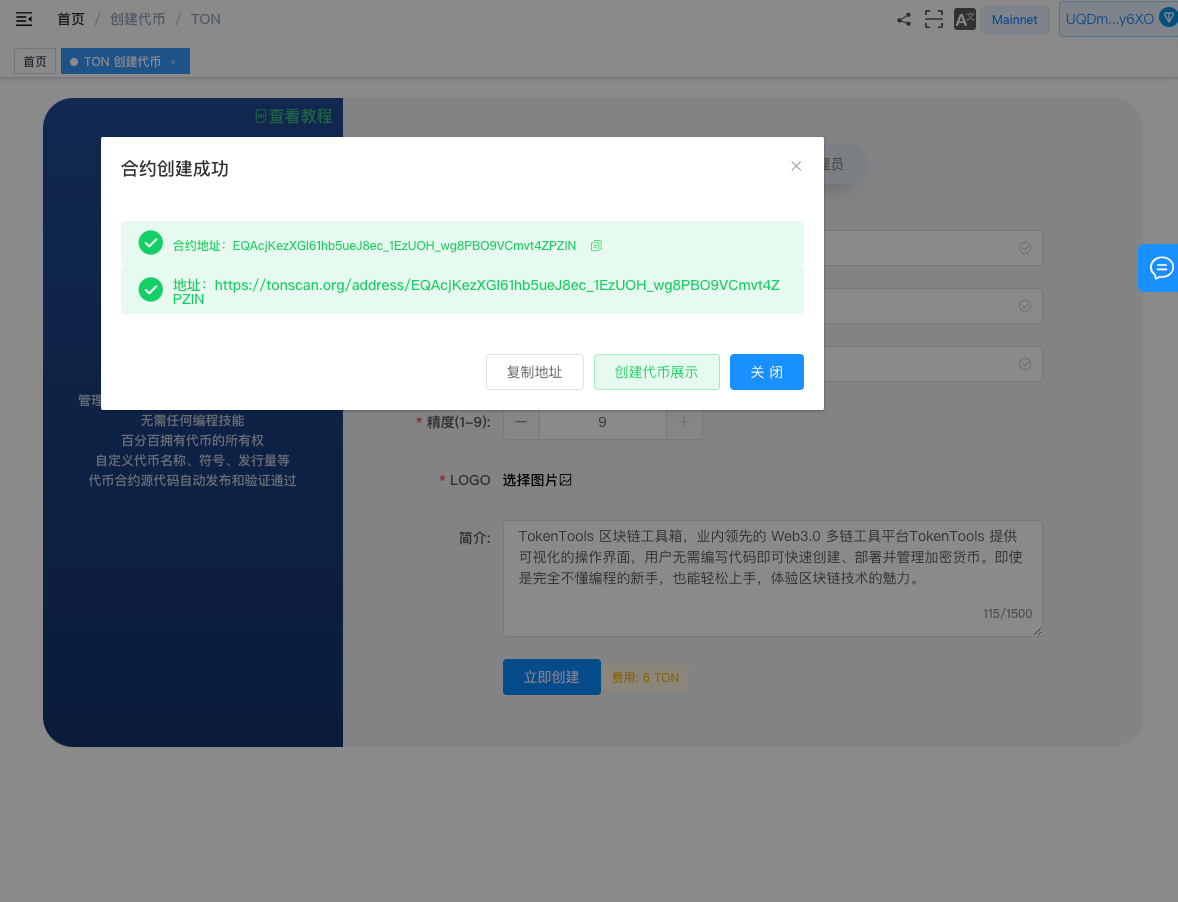 首页 / 创建代币 / TON
Mainnet
UQDm...y6XO
首页
TON 创建代币 ×
查看教程
合约创建成功
理员
合约地址：EQAcjKezXGI61hb5ueJ8ec_1EzUOH_wg8PBO9VCmvt4ZPZIN
地址：https://tonscan.org/address/EQAcjKezXGI61hb5ueJ8ec_1EzUOH_wg8PBO9VCmvt4Z
PZIN
复制地址
创建代币展示
关 闭
管理
无需任何编程技能
百分百拥有代币的所有权
自定义代币名称、符号、发行量等
代币合约源代码自动发布和验证通过
* 精度(1-9):
9
* LOGO
选择图片
简介:
TokenTools 区块链工具箱，业内领先的 Web3.0 多链工具平台TokenTools 提供
可视化的操作界面，用户无需编写代码即可快速创建、部署并管理加密货币。即使
是完全不懂编程的新手，也能轻松上手，体验区块链技术的魅力。
115/1500
立即创建
费用: 6 TON